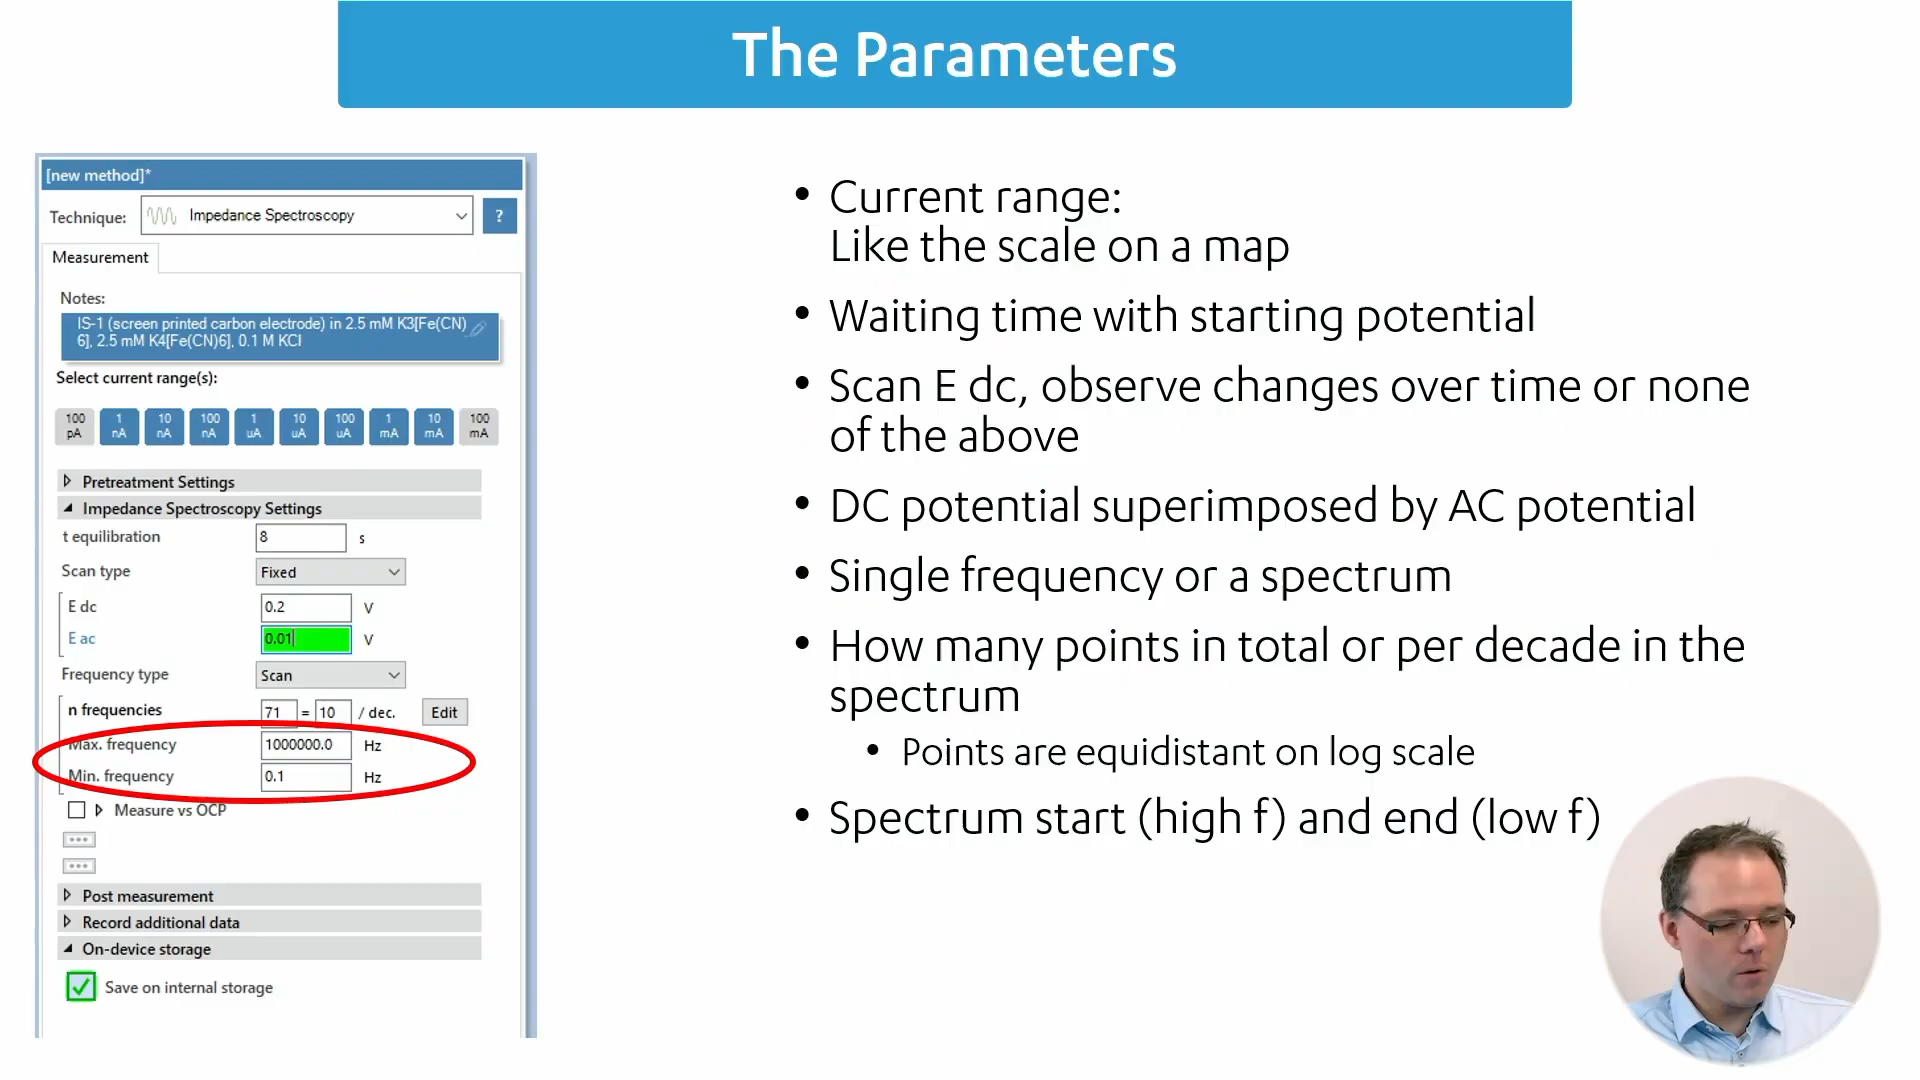 The Parameters
[new method]*
Technique: Impedance Spectroscopy ?
Measurement
Notes:
IS-1 (screen printed carbon electrode) in 2.5 mM K3[Fe(CN)
6], 2.5 mM K4[Fe(CN)6], 0.1 M KCl
Select current range(s):
100 pA 1 nA 10 nA 100 nA 1 uA 10 uA 100 uA 1 mA 10 mA 100 mA
Pretreatment Settings
Impedance Spectroscopy Settings
t equilibration 8 s
Scan type Fixed
E dc 0.2 V
E ac 0.01 V
Frequency type Scan
n frequencies 71 = 10 / dec. Edit
Max. frequency 1000000.0 Hz
Min. frequency 0.1 Hz
Measure vs OCP
Post measurement
Record additional data
On-device storage
Save on internal storage
• Current range:
Like the scale on a map
• Waiting time with starting potential
• Scan E dc, observe changes over time or none
of the above
• DC potential superimposed by AC potential
• Single frequency or a spectrum
• How many points in total or per decade in the
spectrum
• Points are equidistant on log scale
• Spectrum start (high f) and end (low f)